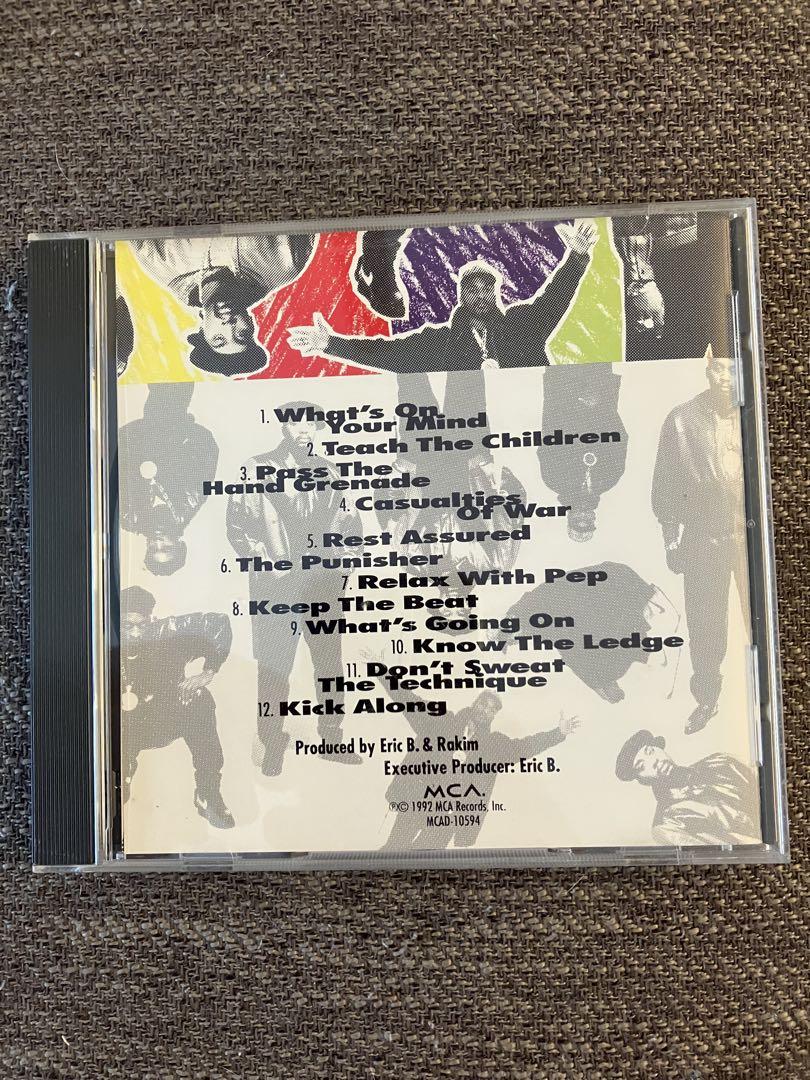 1. What's On
Your Mind
2. Teach The Children
3. Pass The
Hand Grenade
4. Casualties
Of War
5. Rest Assured
6. The Punisher
7. Relax With Pep
8. Keep The Beat
9. What's Going On
10. Know The Ledge
11. Don't Sweat
The Technique
12. Kick Along
Produced by Eric B. & Rakim
Executive Producer: Eric B.
MCA.
℗© 1992 MCA Records, Inc.
MCAD-10594